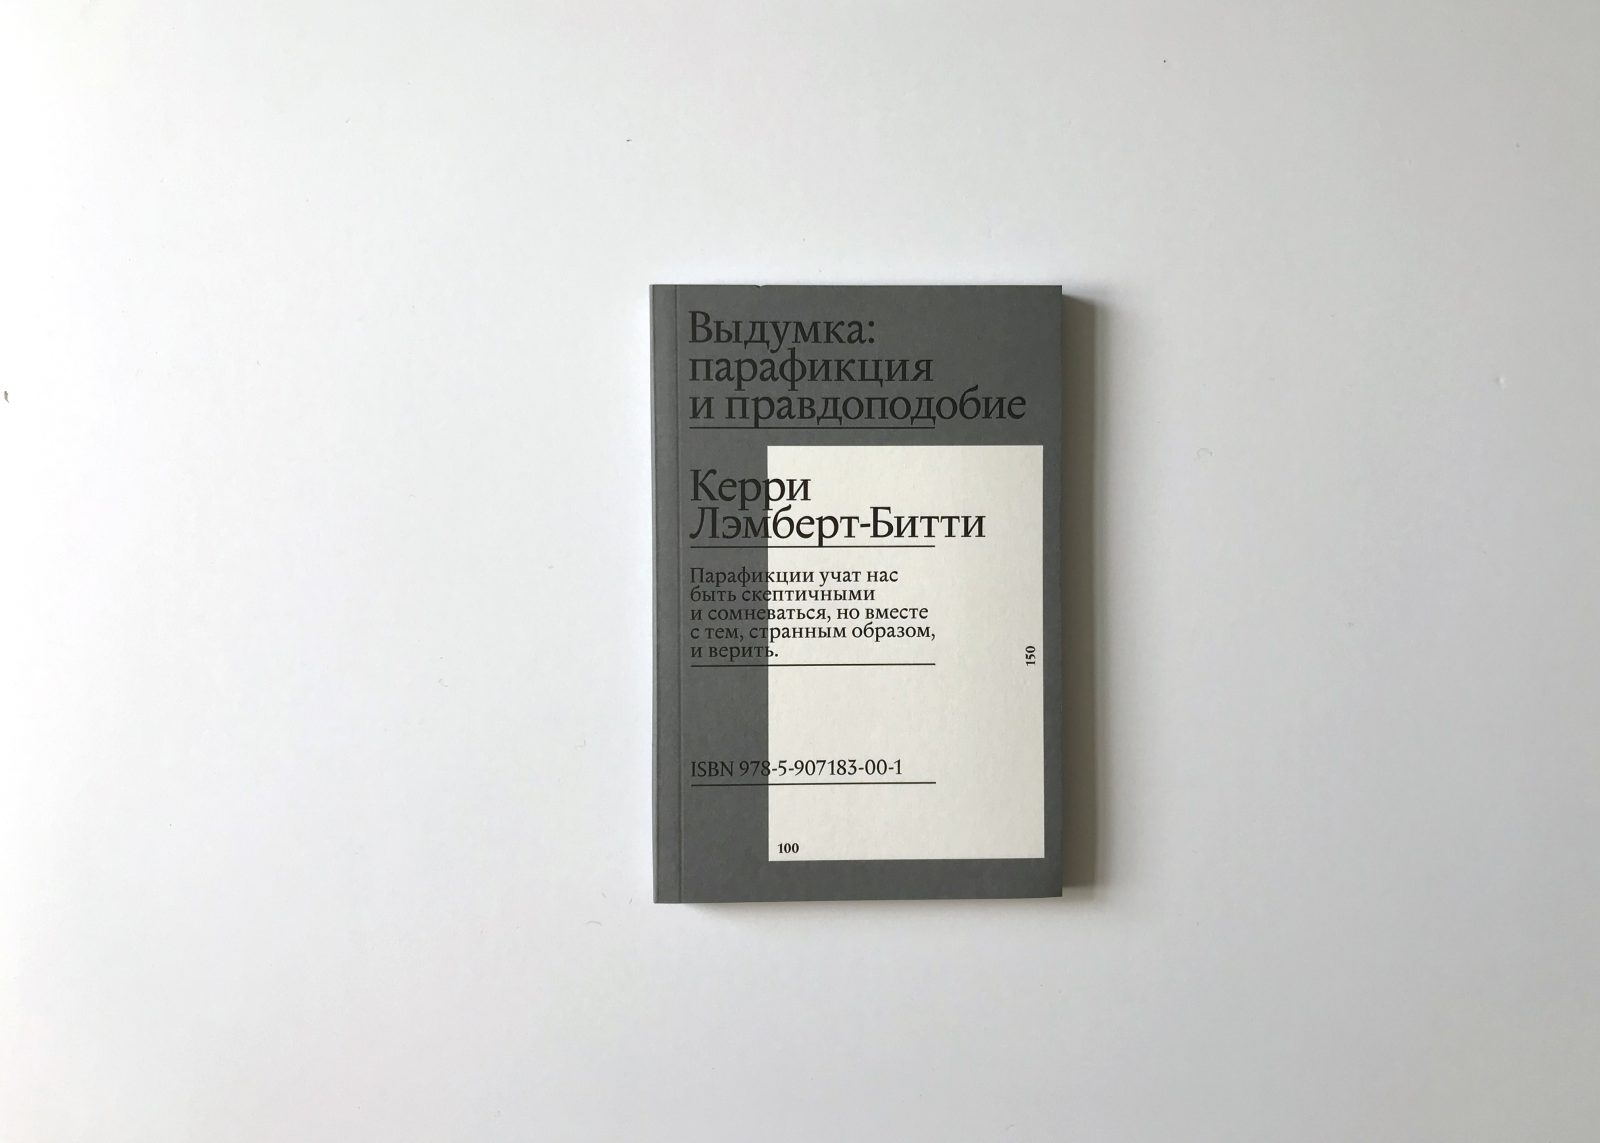 Выдумка:
парафикция
и правдоподобие
Керри
Лэмберт-Битти
Парафикции учат нас
быть скептичными
и сомневаться, но вместе
с тем, странным образом,
и верить.
150
ISBN 978-5-907183-00-1
100